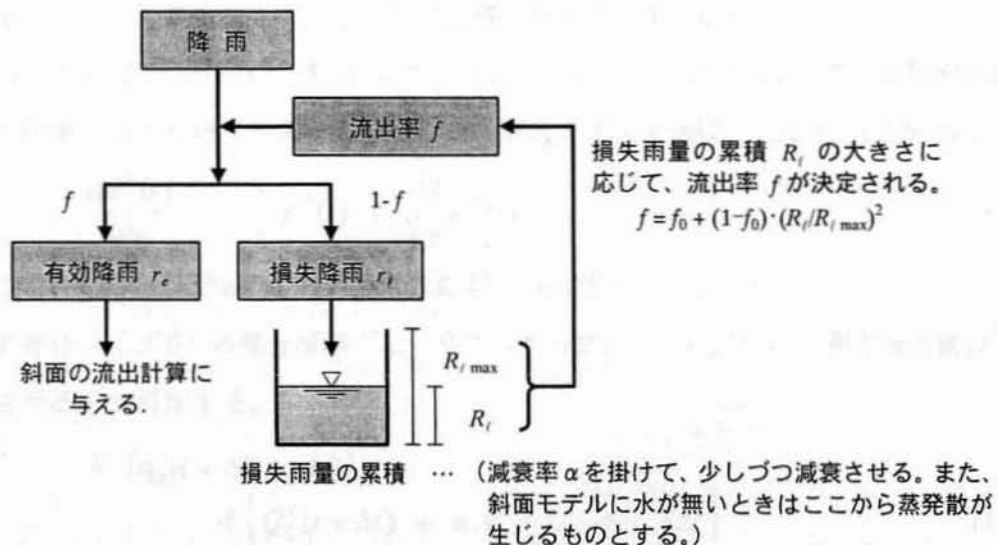 降 雨
流出率 f
損失雨量の累積 Rℓ の大きさに
応じて、流出率 f が決定される。
f = f₀ + (1−f₀)·(Rℓ/Rℓ max)²
f
1-f
有効降雨 rₑ
損失降雨 rℓ
斜面の流出計算に
与える.
Rℓ max
Rℓ
損失雨量の累積 … （減衰率 α を掛けて、少しづつ減衰させる。また、
斜面モデルに水が無いときはここから蒸発散が
生じるものとする。）